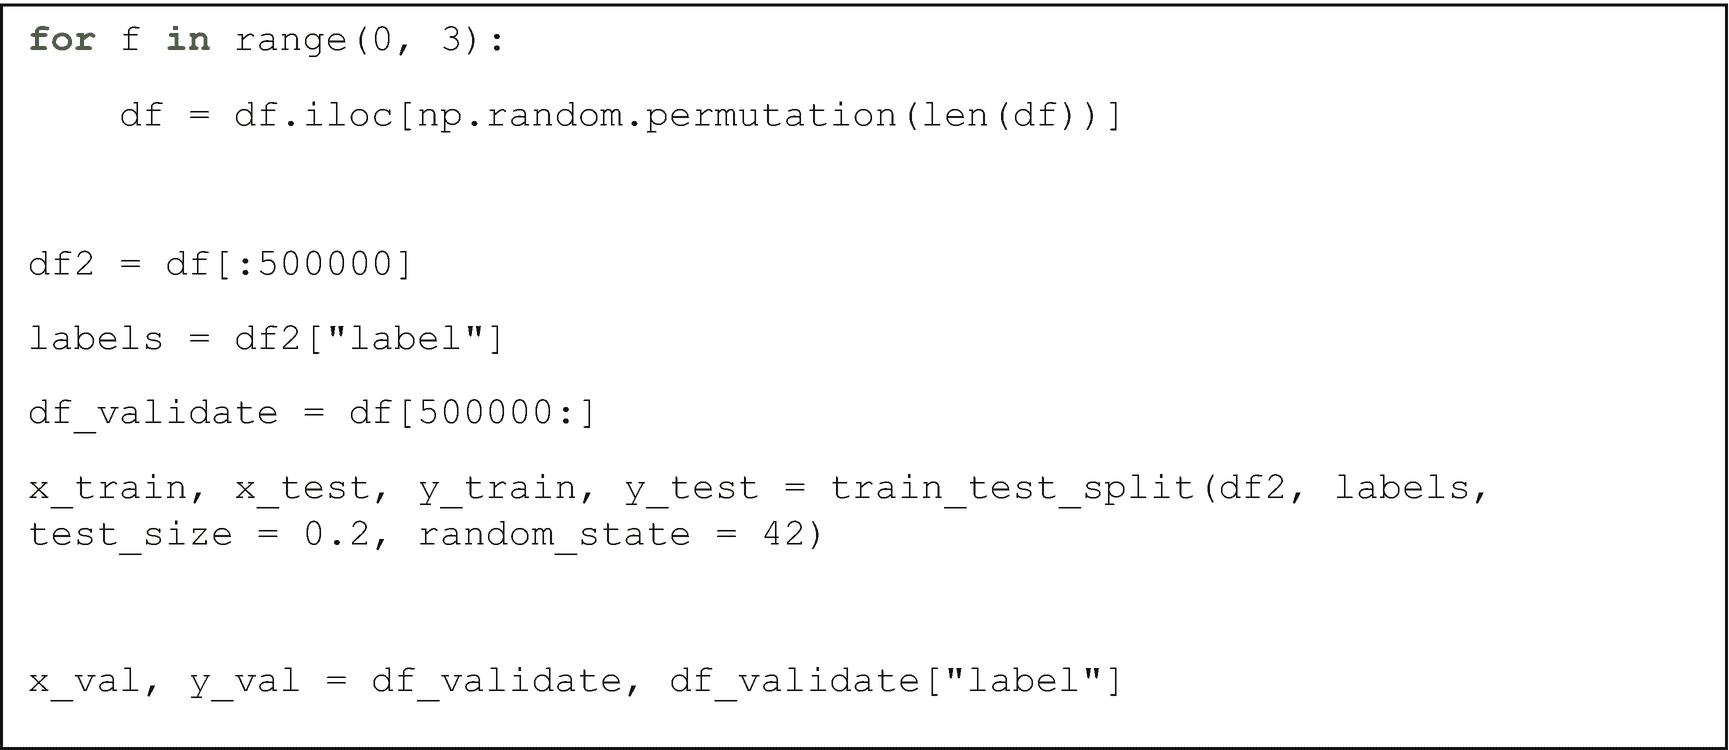 for f in range(0, 3):
    df = df.iloc[np.random.permutation(len(df))]
df2 = df[:500000]
labels = df2["label"]
df_validate = df[500000:]
x_train, x_test, y_train, y_test = train_test_split(df2, labels,
test_size = 0.2, random_state = 42)
x_val, y_val = df_validate, df_validate["label"]